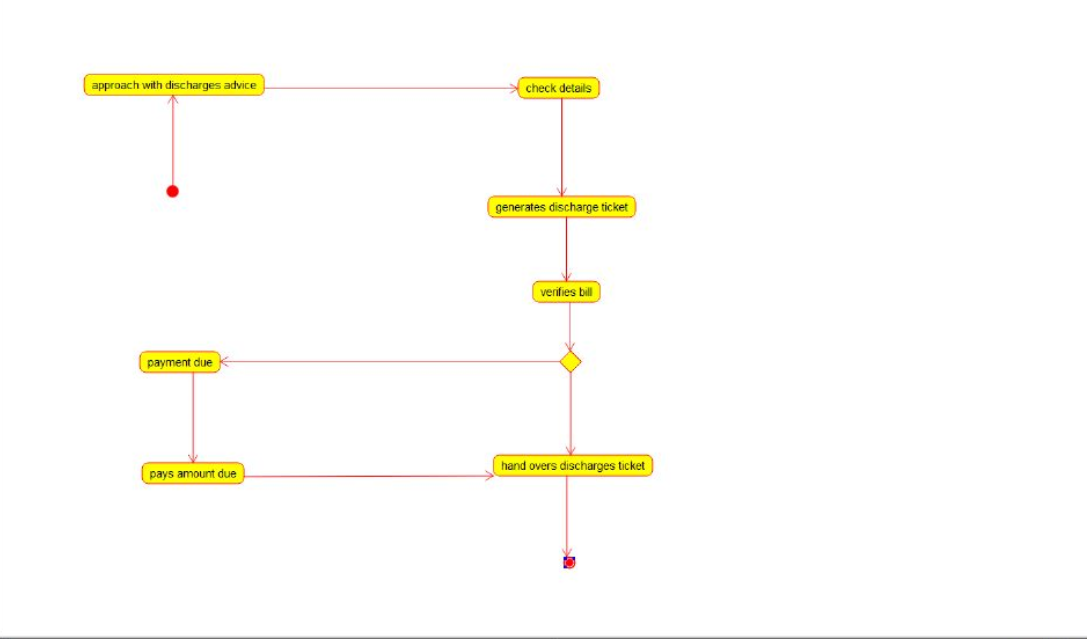 approach with discharges advice
check details
generates discharge ticket
verifies bill
payment due
pays amount due
hand overs discharges ticket